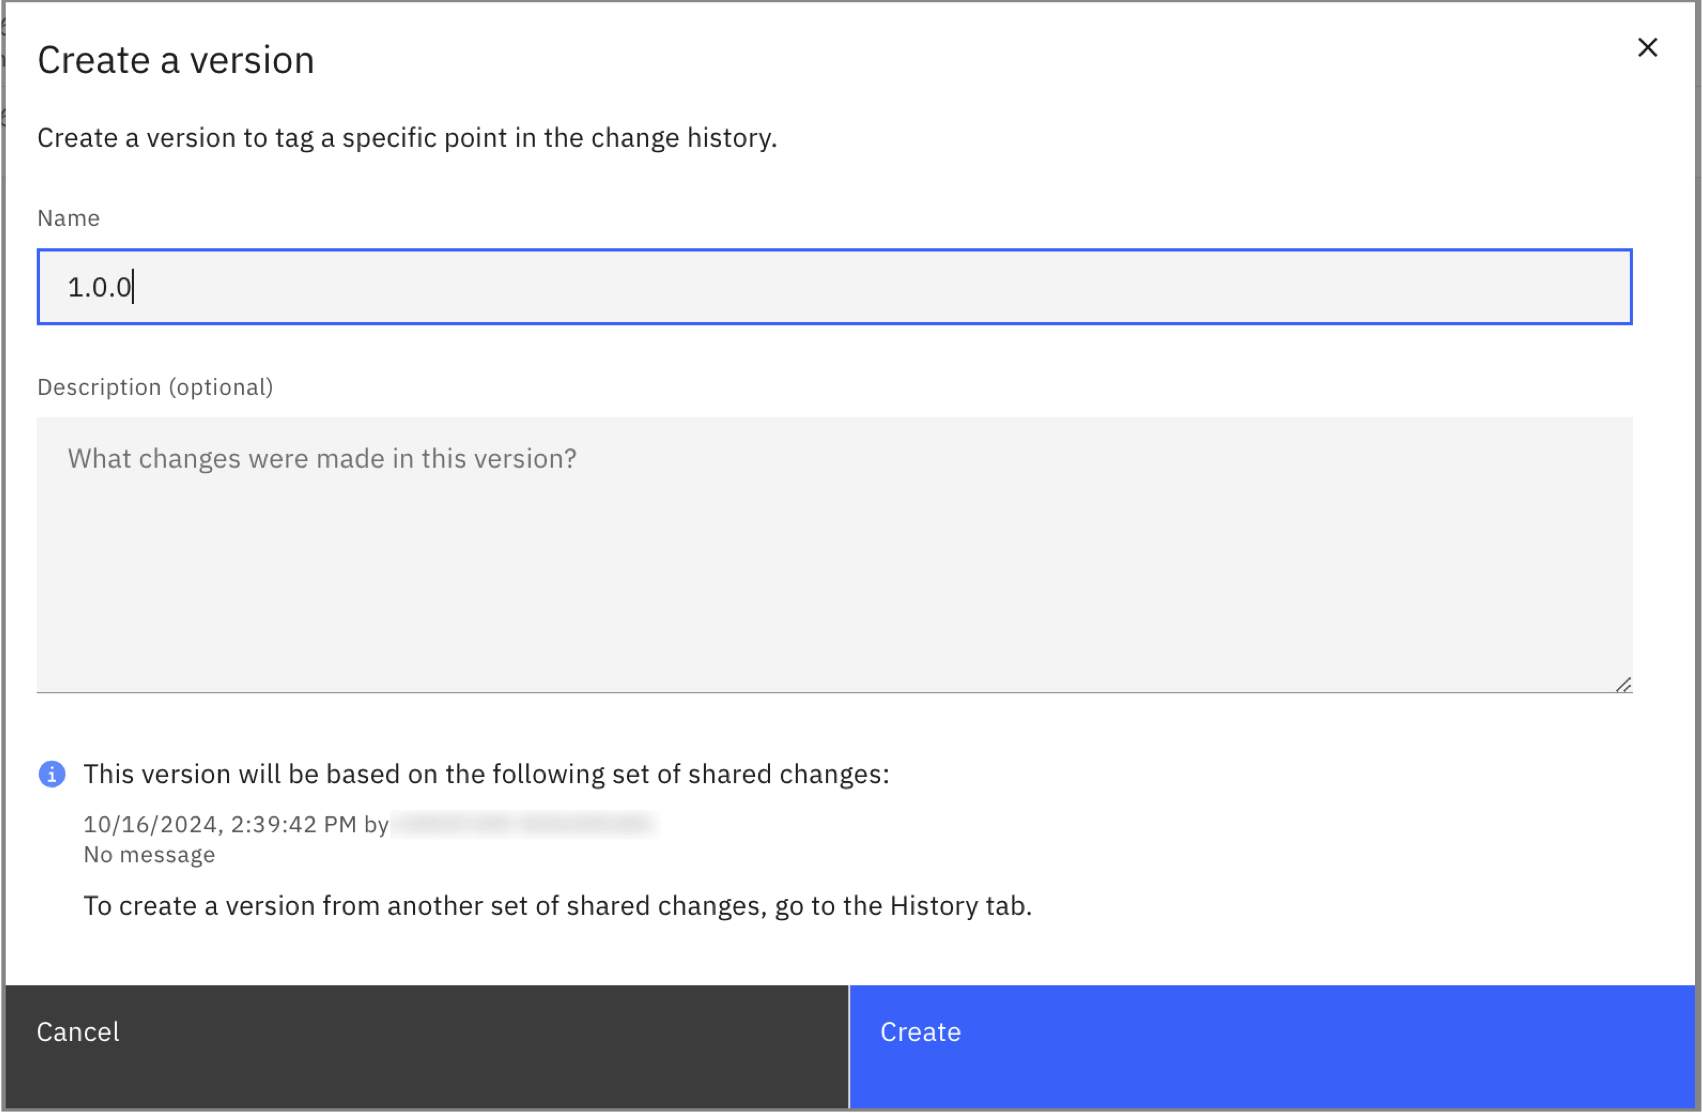 Create a version
Create a version to tag a specific point in the change history.
Name
1.0.0
Description (optional)
What changes were made in this version?
This version will be based on the following set of shared changes:
10/16/2024, 2:39:42 PM by
No message
To create a version from another set of shared changes, go to the History tab.
Cancel
Create